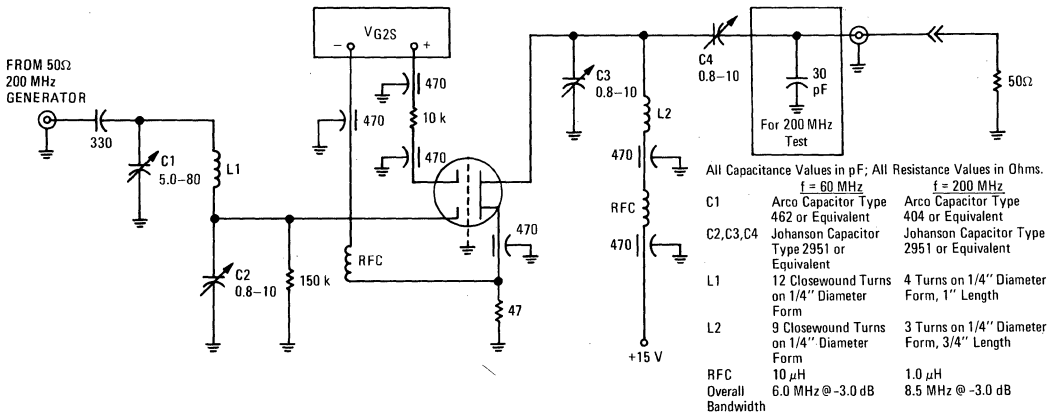 V_G2S
−
+
FROM 50Ω
200 MHz
GENERATOR
330
C1
5.0–80
L1
C2
0.8–10
150 k
470
470
10 k
470
RFC
470
47
C3
0.8–10
C4
0.8–10
L2
470
RFC
470
+15 V
30
pF
For 200 MHz
Test
50Ω
All Capacitance Values in pF; All Resistance Values in Ohms.
f = 60 MHz f = 200 MHz
C1 Arco Capacitor Type Arco Capacitor Type
462 or Equivalent 404 or Equivalent
C2,C3,C4 Johanson Capacitor Johanson Capacitor Type
Type 2951 or 2951 or Equivalent
Equivalent
L1 12 Closewound Turns 4 Turns on 1/4" Diameter
on 1/4" Diameter Form, 1" Length
Form
L2 9 Closewound Turns 3 Turns on 1/4" Diameter
on 1/4" Diameter Form, 3/4" Length
Form
RFC 10 μH 1.0 μH
Overall 6.0 MHz @ –3.0 dB 8.5 MHz @ –3.0 dB
Bandwidth